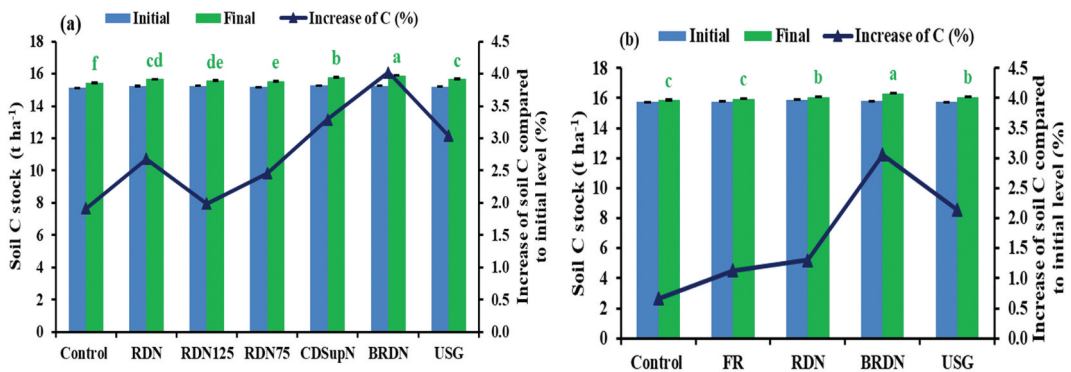 (a)
Initial Final Increase of C (%)
Soil C stock (t ha-1)
18
16
14
12
10
8
6
4
2
0
f cd de e b a c
4.5
4.0
3.5
3.0
2.5
2.0
1.5
1.0
0.5
0.0
Increase of soil C compared
to initial level (%)
Control RDN RDN125 RDN75 CDSupN BRDN USG
(b)
Initial Final Increase of C (%)
Soil C stock (t ha-1)
18
16
14
12
10
8
6
4
2
0
c c b a b
4.5
4.0
3.5
3.0
2.5
2.0
1.5
1.0
0.5
0.0
Increase of soil C compared
to initial level (%)
Control FR RDN BRDN USG